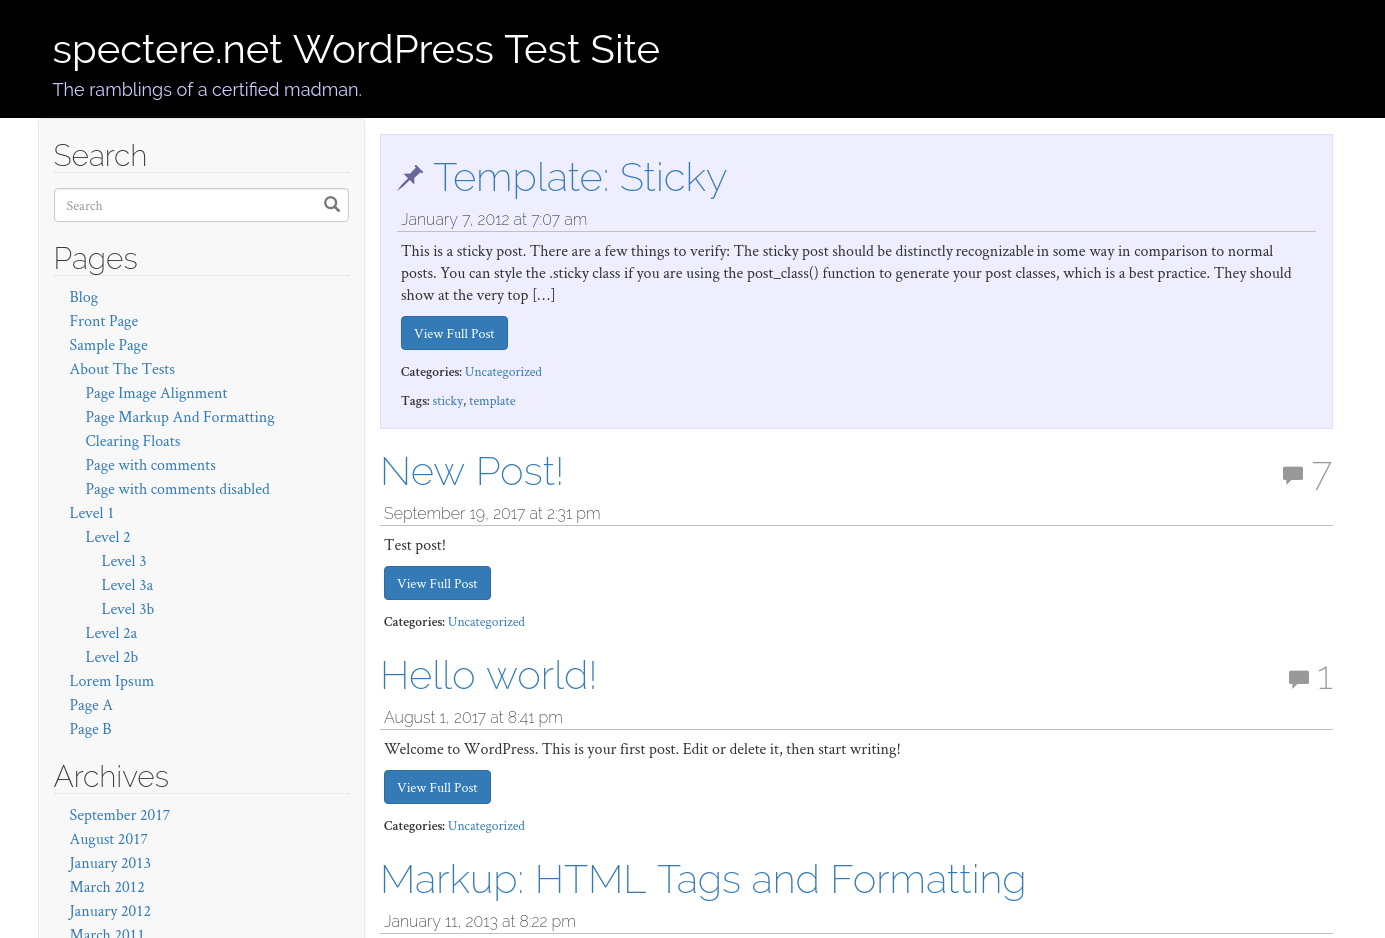 spectere.net WordPress Test Site
The ramblings of a certified madman.
Search
Search
Pages
Blog
Front Page
Sample Page
About The Tests
Page Image Alignment
Page Markup And Formatting
Clearing Floats
Page with comments
Page with comments disabled
Level 1
Level 2
Level 3
Level 3a
Level 3b
Level 2a
Level 2b
Lorem Ipsum
Page A
Page B
Archives
September 2017
August 2017
January 2013
March 2012
January 2012
March 2011
Template: Sticky
January 7, 2012 at 7:07 am
This is a sticky post. There are a few things to verify: The sticky post should be distinctly recognizable in some way in comparison to normal
posts. You can style the .sticky class if you are using the post_class() function to generate your post classes, which is a best practice. They should
show at the very top […]
View Full Post
Categories: Uncategorized
Tags: sticky, template
New Post!
7
September 19, 2017 at 2:31 pm
Test post!
View Full Post
Categories: Uncategorized
Hello world!
1
August 1, 2017 at 8:41 pm
Welcome to WordPress. This is your first post. Edit or delete it, then start writing!
View Full Post
Categories: Uncategorized
Markup: HTML Tags and Formatting
January 11, 2013 at 8:22 pm